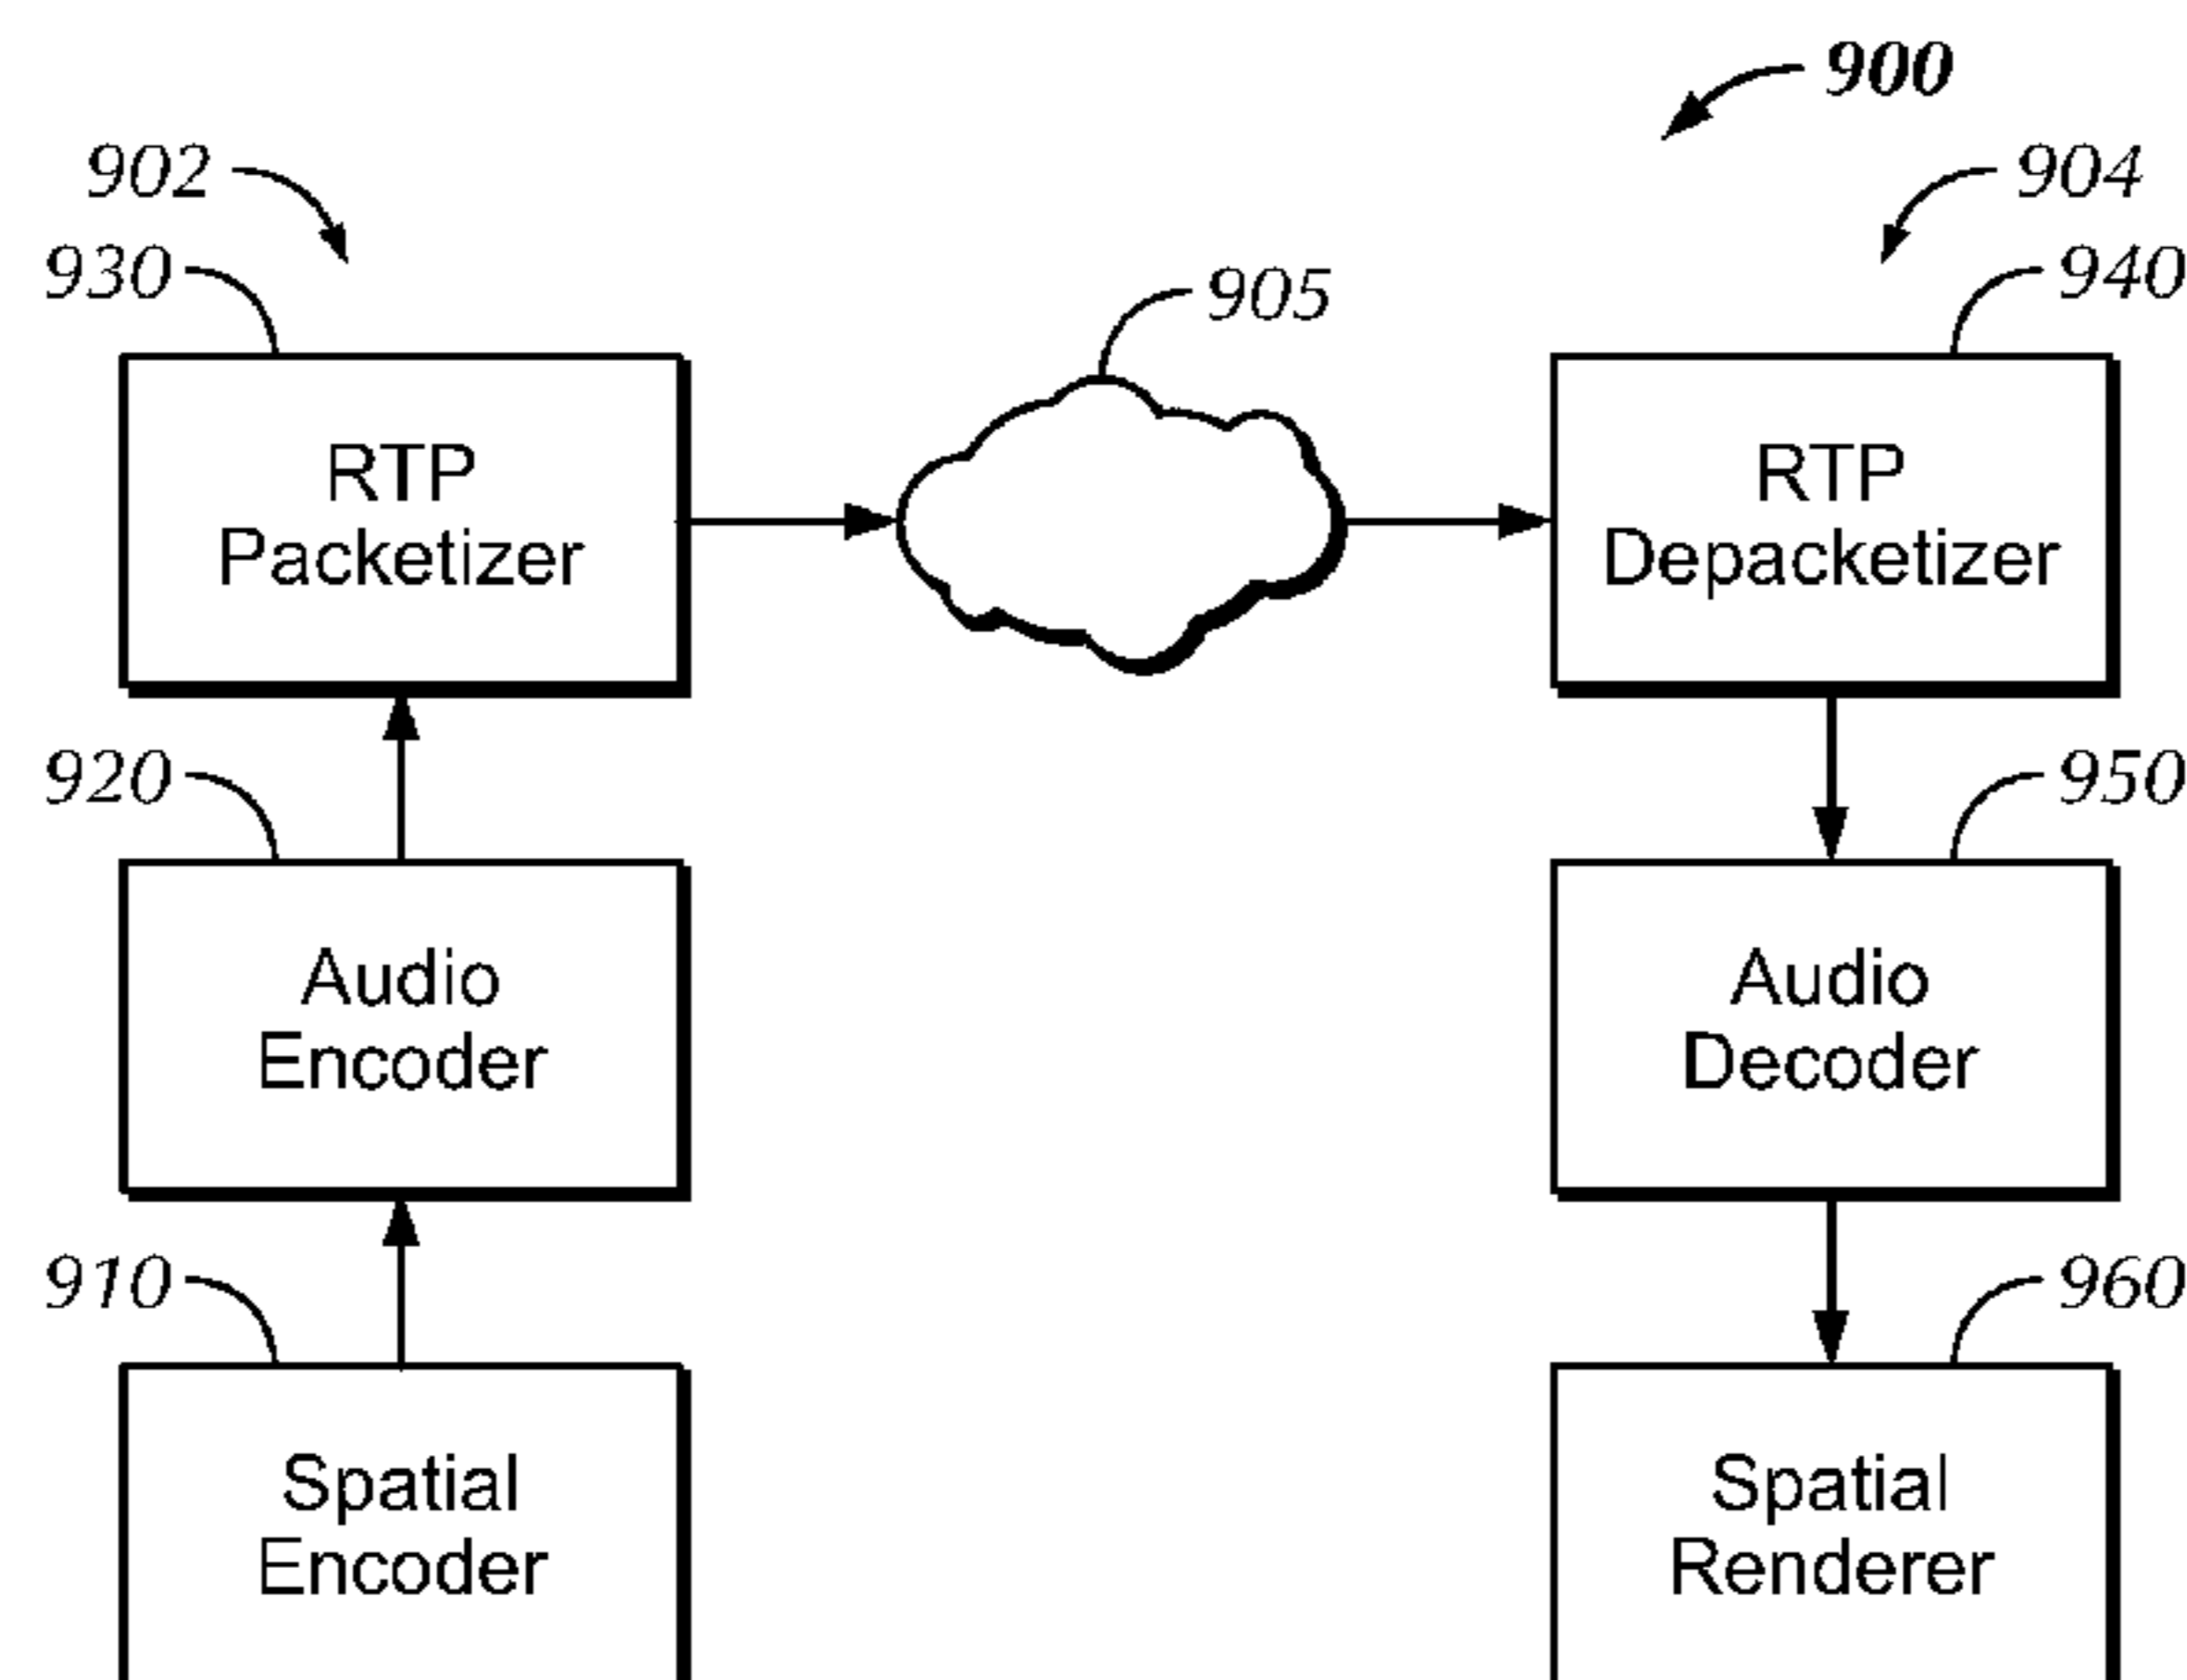 900
902
904
930
905
940
RTP
Packetizer
RTP
Depacketizer
920
950
Audio
Encoder
Audio
Decoder
910
960
Spatial
Encoder
Spatial
Renderer